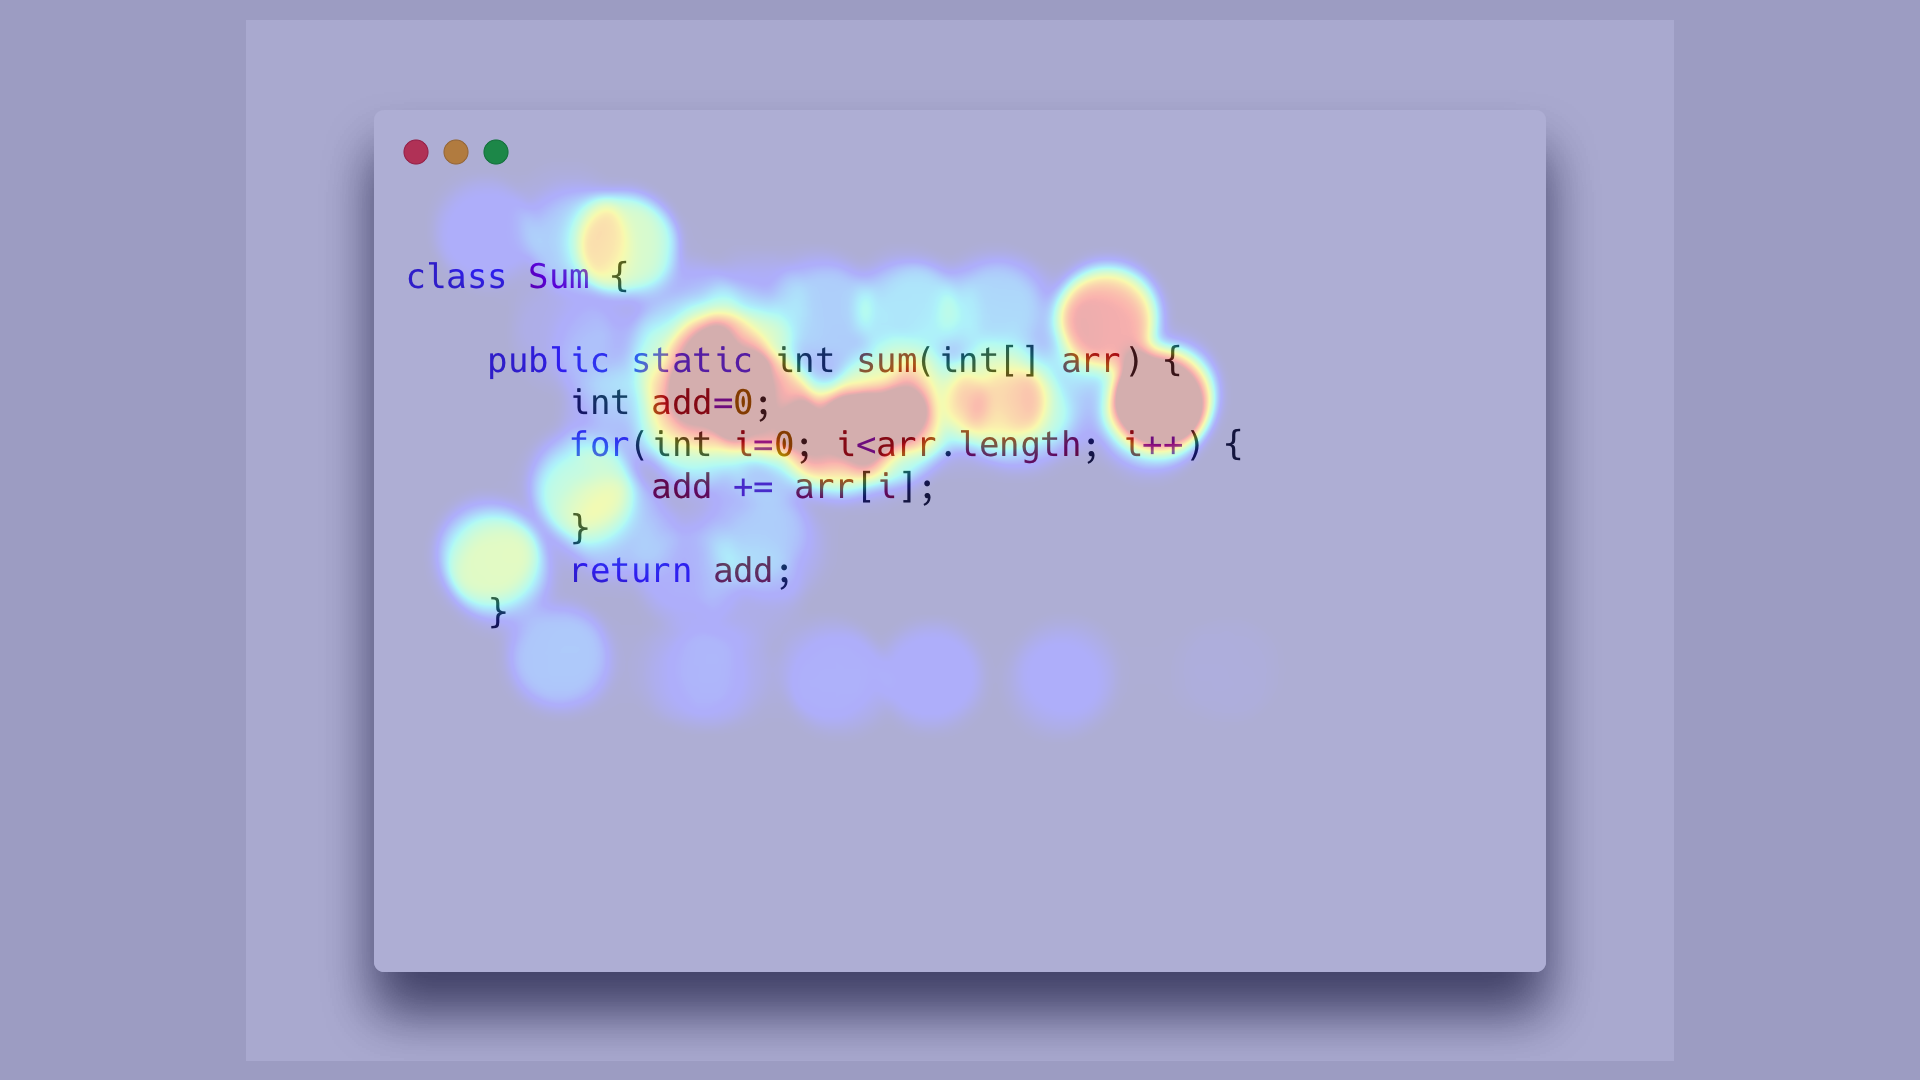 class Sum {
public static int sum(int[] arr) {
int add=0;
for(int i=0; i<arr.length; i++) {
add += arr[i];
}
return add;
}